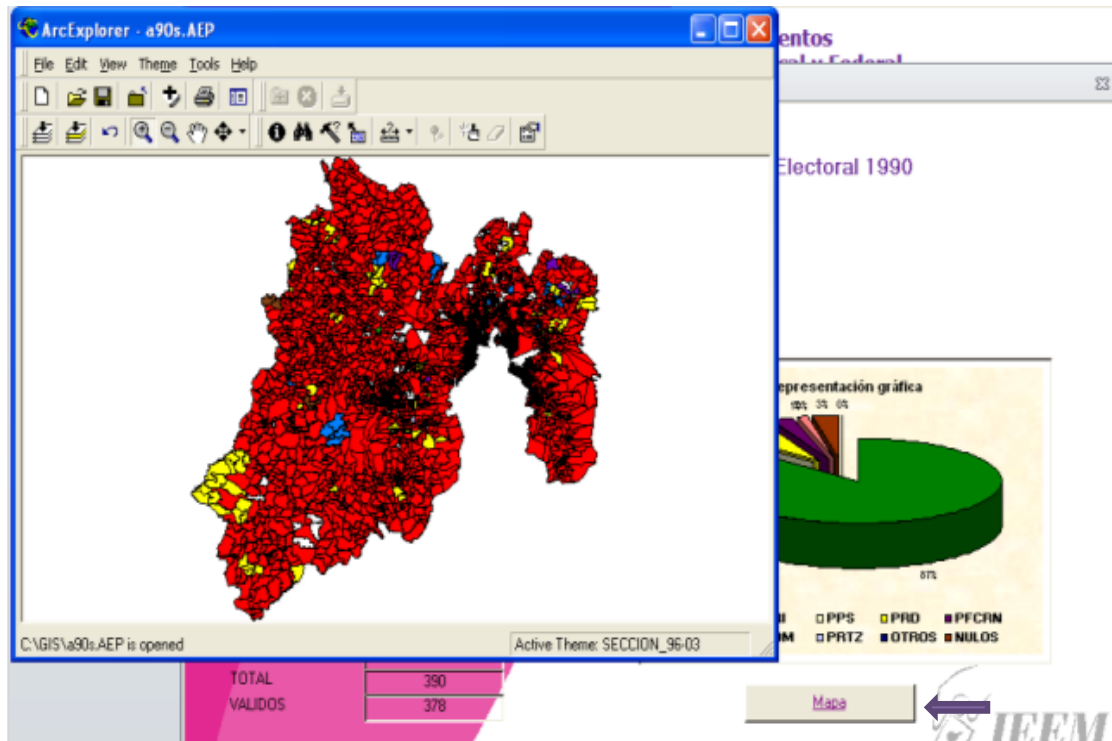 ArcExplorer - a90s.AEP
File Edit View Theme Tools Help
entos
Electoral 1990
epresentación gráfica
3% 0%
87%
PPS PRD PFCRN
PRTZ OTROS NULOS
C:\GIS\a90s.AEP is opened
Active Theme: SECCION_96-03
TOTAL 390
VALIDOS 378
Mapa
IEEM